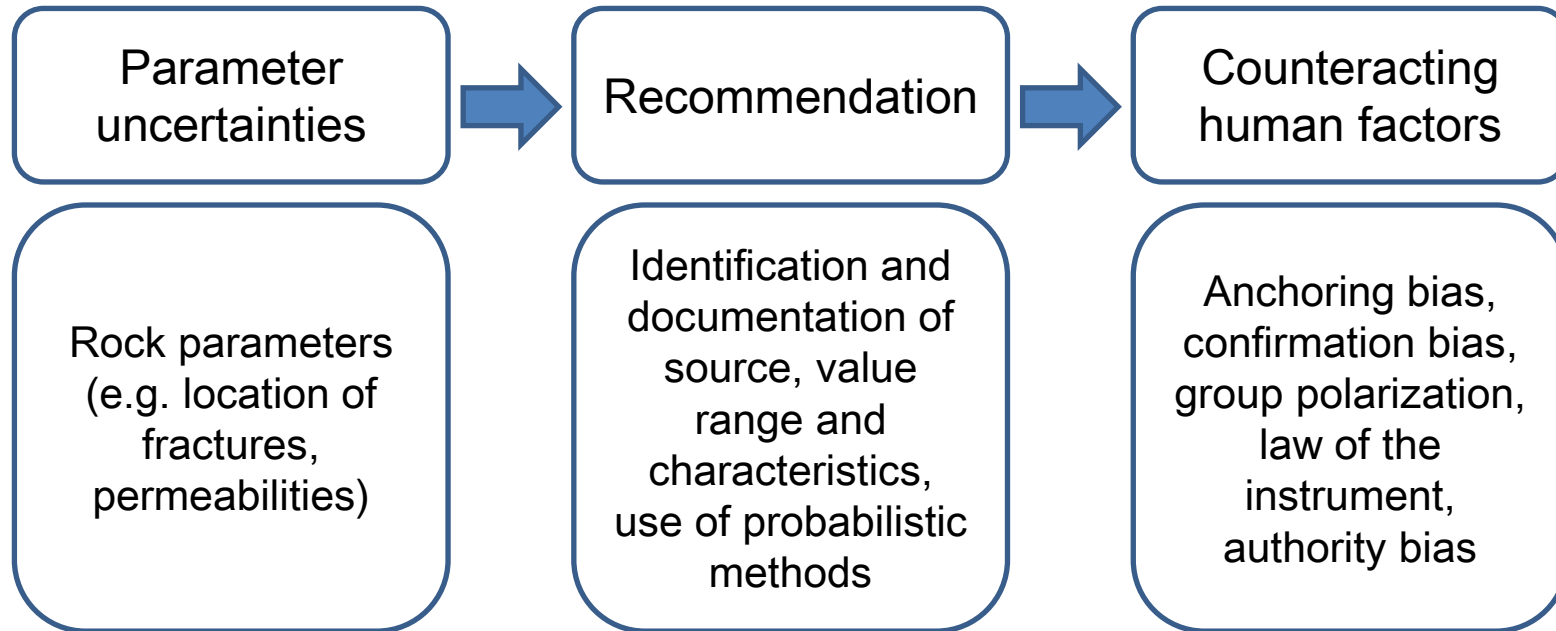 Parameter
uncertainties
Recommendation
Counteracting
human factors
Rock parameters
(e.g. location of
fractures,
permeabilities)
Identification and
documentation of
source, value
range and
characteristics,
use of probabilistic
methods
Anchoring bias,
confirmation bias,
group polarization,
law of the
instrument,
authority bias